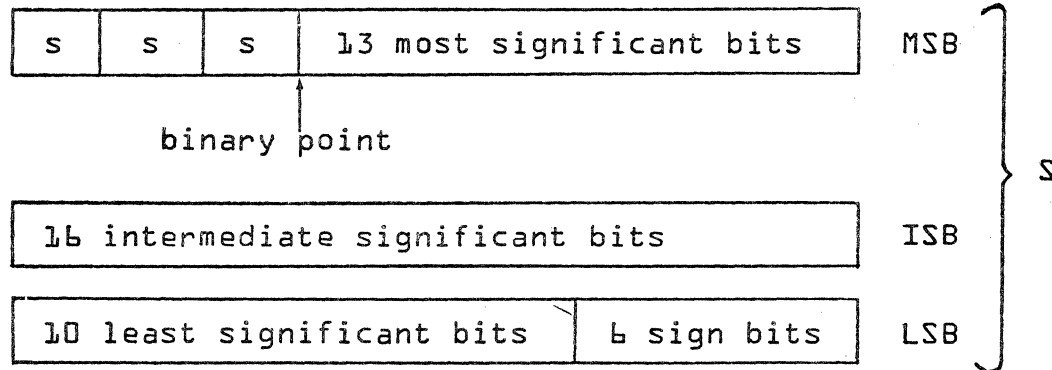 s s s 13 most significant bits MSB
binary point
16 intermediate significant bits ISB
S
10 least significant bits 6 sign bits LSB